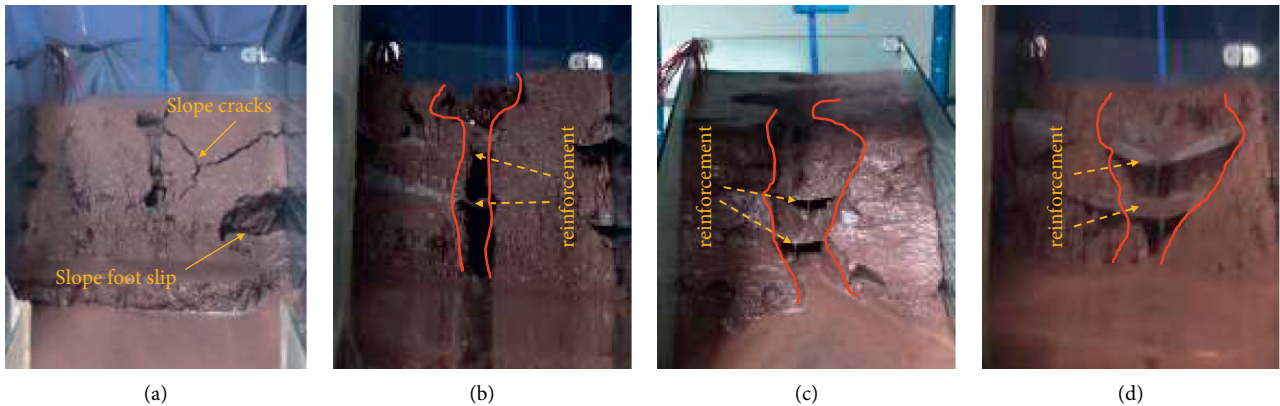 Slope cracks
Slope foot slip
(a)
reinforcement
(b)
reinforcement
(c)
reinforcement
(d)